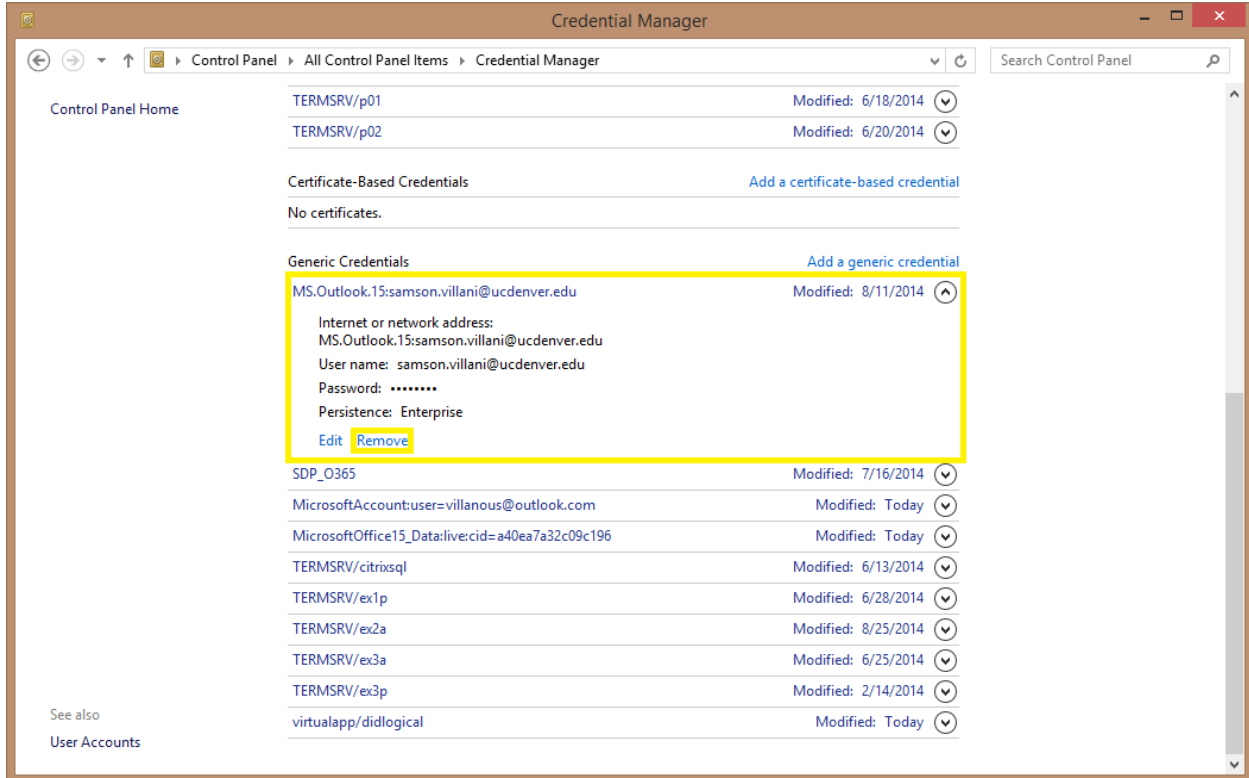 Credential Manager
Control Panel All Control Panel Items Credential Manager Search Control Panel
Control Panel Home
TERMSRV/p01 Modified: 6/18/2014
TERMSRV/p02 Modified: 6/20/2014
Certificate-Based Credentials Add a certificate-based credential
No certificates.
Generic Credentials Add a generic credential
MS.Outlook.15:samson.villani@ucdenver.edu Modified: 8/11/2014
Internet or network address:
MS.Outlook.15:samson.villani@ucdenver.edu
User name: samson.villani@ucdenver.edu
Password: ••••••••
Persistence: Enterprise
Edit Remove
SDP_O365 Modified: 7/16/2014
MicrosoftAccount:user=villanous@outlook.com Modified: Today
MicrosoftOffice15_Data:live:cid=a40ea7a32c09c196 Modified: Today
TERMSRV/citrixsql Modified: 6/13/2014
TERMSRV/ex1p Modified: 6/28/2014
TERMSRV/ex2a Modified: 8/25/2014
TERMSRV/ex3a Modified: 6/25/2014
TERMSRV/ex3p Modified: 2/14/2014
virtualapp/didlogical Modified: Today
See also
User Accounts